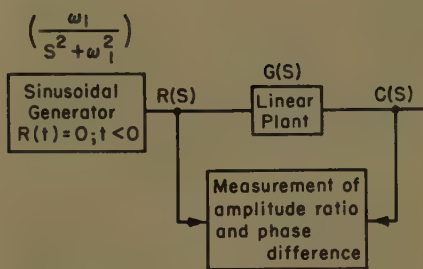 (ω₁ / (S² + ω₁²))
Sinusoidal
Generator
R(t) = 0; t < 0
R(S)
G(S)
Linear
Plant
C(S)
Measurement of
amplitude ratio
and phase
difference